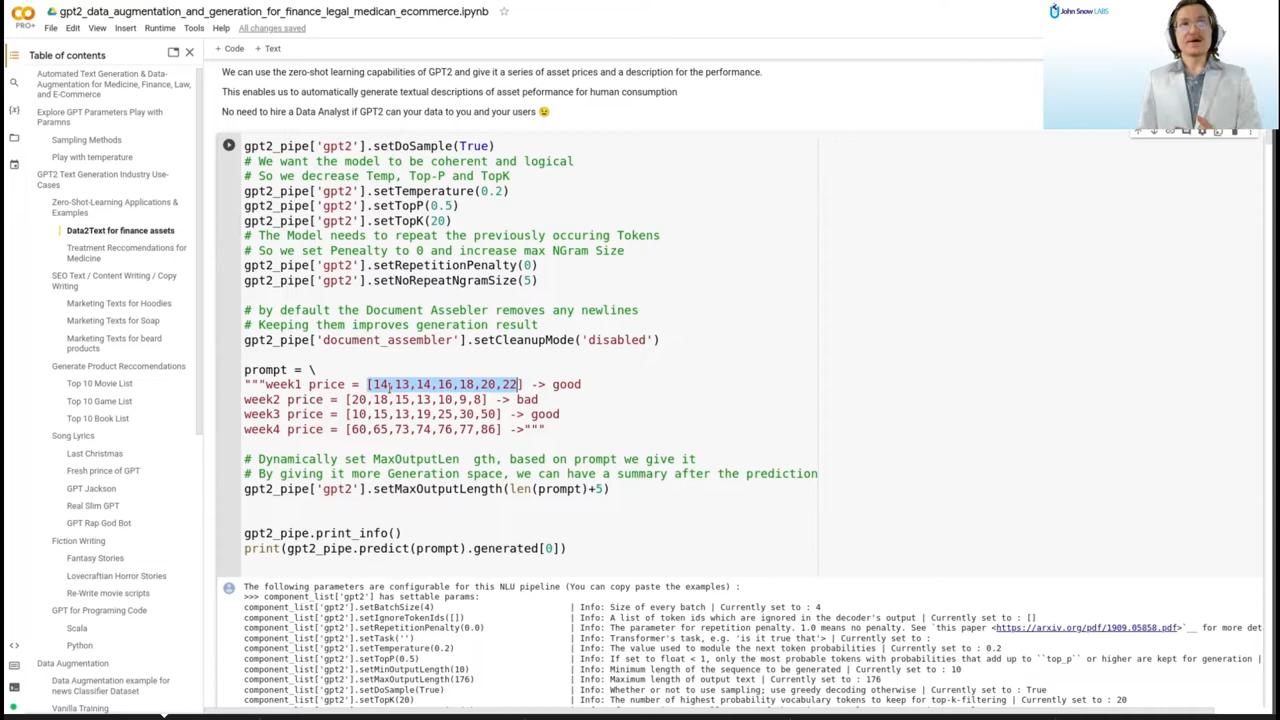 gpt2_data_augmentation_and_generation_for_finance_legal_medican_ecommerce.ipynb
PRO+
File Edit View Insert Runtime Tools Help All changes saved
John Snow LABS
Table of contents
Automated Text Generation & Data-
Augmentation for Medicine, Finance, Law,
and E-Commerce
Explore GPT Parameters Play with
Paramns
Sampling Methods
Play with temperature
GPT2 Text Generation Industry Use-
Cases
Zero-Shot-Learning Applications &
Examples
Data2Text for finance assets
Treatment Reccomendations for
Medicine
SEO Text / Content Writing / Copy
Writing
Marketing Texts for Hoodies
Marketing Texts for Soap
Marketing Texts for beard
products
Generate Product Reccomendations
Top 10 Movie List
Top 10 Game List
Top 10 Book List
Song Lyrics
Last Christmas
Fresh prince of GPT
GPT Jackson
Real Slim GPT
GPT Rap God Bot
Fiction Writing
Fantasy Stories
Lovecraftian Horror Stories
Re-Write movie scripts
GPT for Programing Code
Scala
Python
Data Augmentation
Data Augmentation example for
news Classifier Dataset
Vanilla Training
+ Code + Text
We can use the zero-shot learning capabilities of GPT2 and give it a series of asset prices and a description for the performance.
This enables us to automatically generate textual descriptions of asset peformance for human consumption
No need to hire a Data Analyst if GPT2 can your data to you and your users 😉
gpt2_pipe['gpt2'].setDoSample(True)
# We want the model to be coherent and logical
# So we decrease Temp, Top-P and TopK
gpt2_pipe['gpt2'].setTemperature(0.2)
gpt2_pipe['gpt2'].setTopP(0.5)
gpt2_pipe['gpt2'].setTopK(20)
# The Model needs to repeat the previously occuring Tokens
# So we set Penealty to 0 and increase max NGram Size
gpt2_pipe['gpt2'].setRepetitionPenalty(0)
gpt2_pipe['gpt2'].setNoRepeatNgramSize(5)
# by default the Document Assebler removes any newlines
# Keeping them improves generation result
gpt2_pipe['document_assembler'].setCleanupMode('disabled')
prompt = \
"""week1 price = [14,13,14,16,18,20,22] -> good
week2 price = [20,18,15,13,10,9,8] -> bad
week3 price = [10,15,13,19,25,30,50] -> good
week4 price = [60,65,73,74,76,77,86] ->"""
# Dynamically set MaxOutputLen gth, based on prompt we give it
# By giving it more Generation space, we can have a summary after the prediction
gpt2_pipe['gpt2'].setMaxOutputLength(len(prompt)+5)
gpt2_pipe.print_info()
print(gpt2_pipe.predict(prompt).generated[0])
The following parameters are configurable for this NLU pipeline (You can copy paste the examples) :
>>> component_list['gpt2'] has settable params:
component_list['gpt2'].setBatchSize(4) | Info: Size of every batch | Currently set to : 4
component_list['gpt2'].setIgnoreTokenIds([]) | Info: A list of token ids which are ignored in the decoder's output | Currently set to : []
component_list['gpt2'].setRepetitionPenalty(0.0) | Info: The parameter for repetition penalty. 1.0 means no penalty. See `this paper <https://arxiv.org/pdf/1909.05858.pdf>`__ for more det
component_list['gpt2'].setTask('') | Info: Transformer's task, e.g. 'is it true that'> | Currently set to :
component_list['gpt2'].setTemperature(0.2) | Info: The value used to module the next token probabilities | Currently set to : 0.2
component_list['gpt2'].setTopP(0.5) | Info: If set to float < 1, only the most probable tokens with probabilities that add up to ``top_p`` or higher are kept for generation |
component_list['gpt2'].setMinOutputLength(10) | Info: Minimum length of the sequence to be generated | Currently set to : 10
component_list['gpt2'].setMaxOutputLength(176) | Info: Maximum length of output text | Currently set to : 176
component_list['gpt2'].setDoSample(True) | Info: Whether or not to use sampling; use greedy decoding otherwise | Currently set to : True
component_list['gpt2'].setTopK(20) | Info: The number of highest probability vocabulary tokens to keep for top-k-filtering | Currently set to : 20